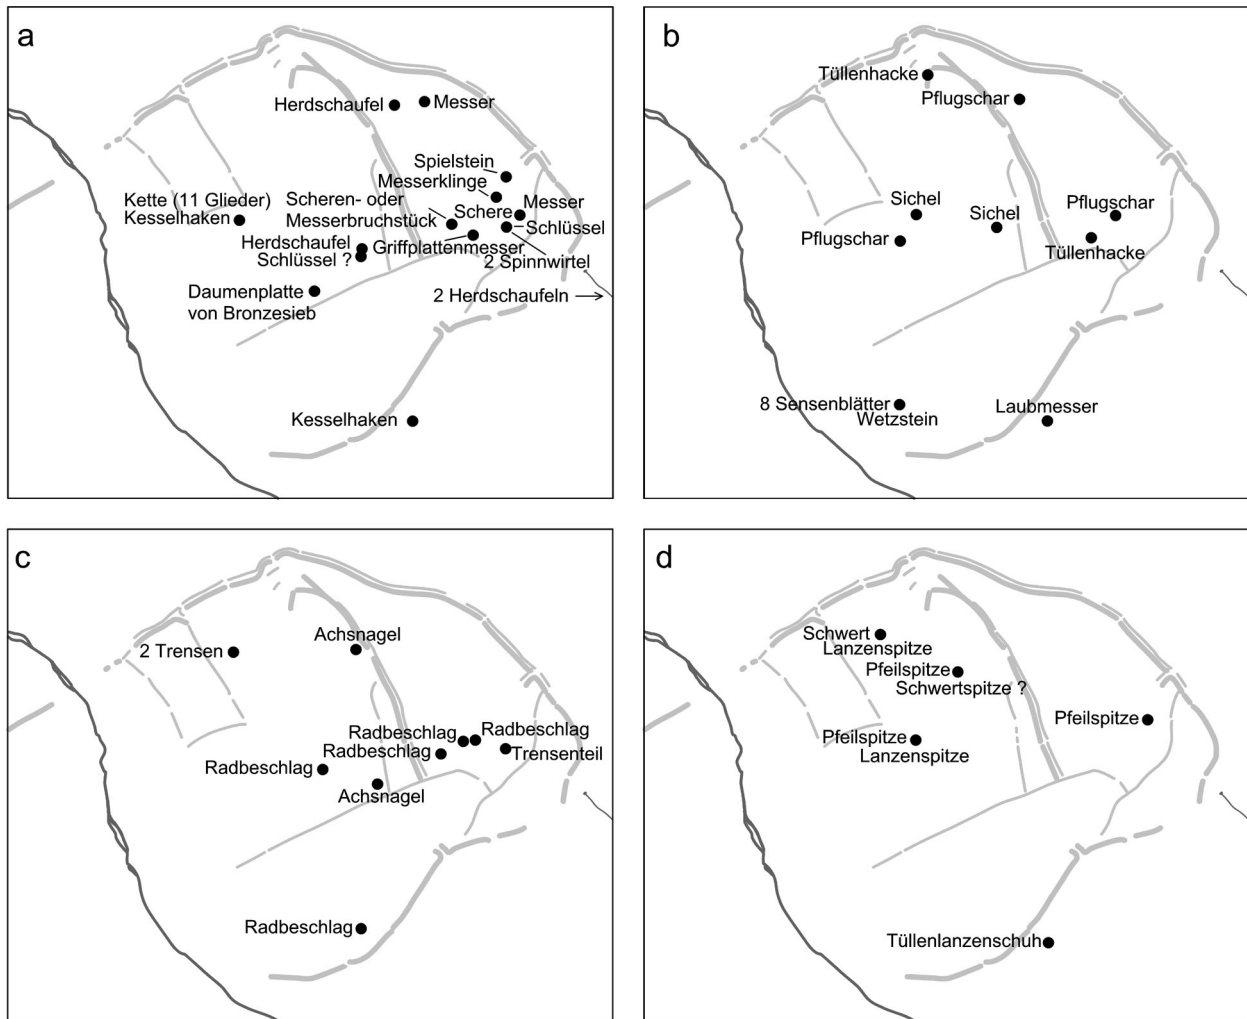 a
Herdschaufel
Messer
Spielstein
Messerklinge
Kette (11 Glieder)
Kesselhaken
Scheren- oder
Messerbruchstück
Schere
Messer
Schlüssel
Herdschaufel
Schlüssel ?
Griffplattenmesser
2 Spinnwirtel
Daumenplatte
von Bronzesieb
2 Herdschaufeln
Kesselhaken
b
Tüllenhacke
Pflugschar
Sichel
Sichel
Pflugschar
Pflugschar
Tüllenhacke
8 Sensenblätter
Wetzstein
Laubmesser
c
2 Trensen
Achsnagel
Radbeschlag
Radbeschlag
Radbeschlag
Trensenteil
Radbeschlag
Achsnagel
Radbeschlag
d
Schwert
Lanzenspitze
Pfeilspitze
Schwertspitze ?
Pfeilspitze
Pfeilspitze
Lanzenspitze
Tüllenlanzenschuh